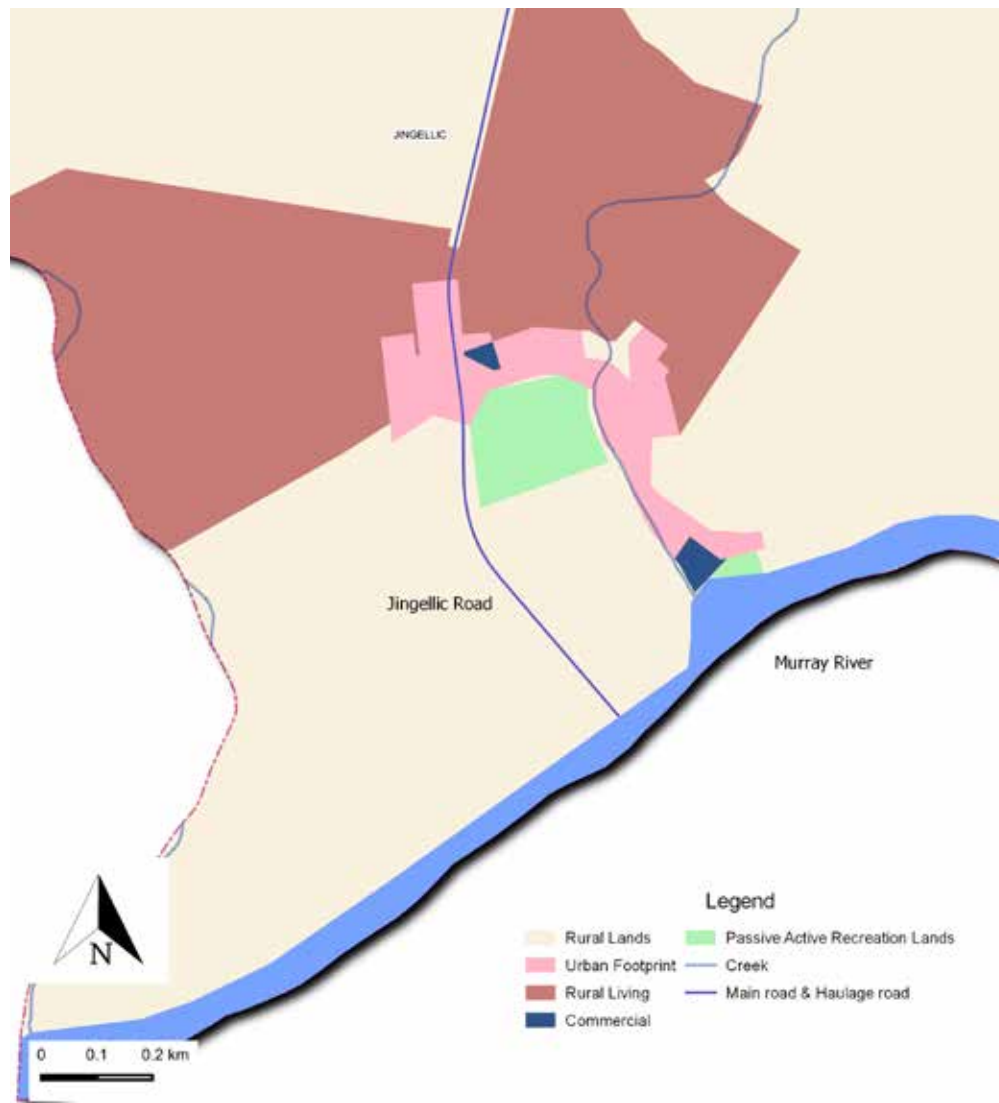 JINGELLIC
Jingellic Road
Murray River
Legend
Rural Lands
Passive Active Recreation Lands
Urban Footprint
Creek
Rural Living
Main road & Haulage road
Commercial
N
0 0.1 0.2 km